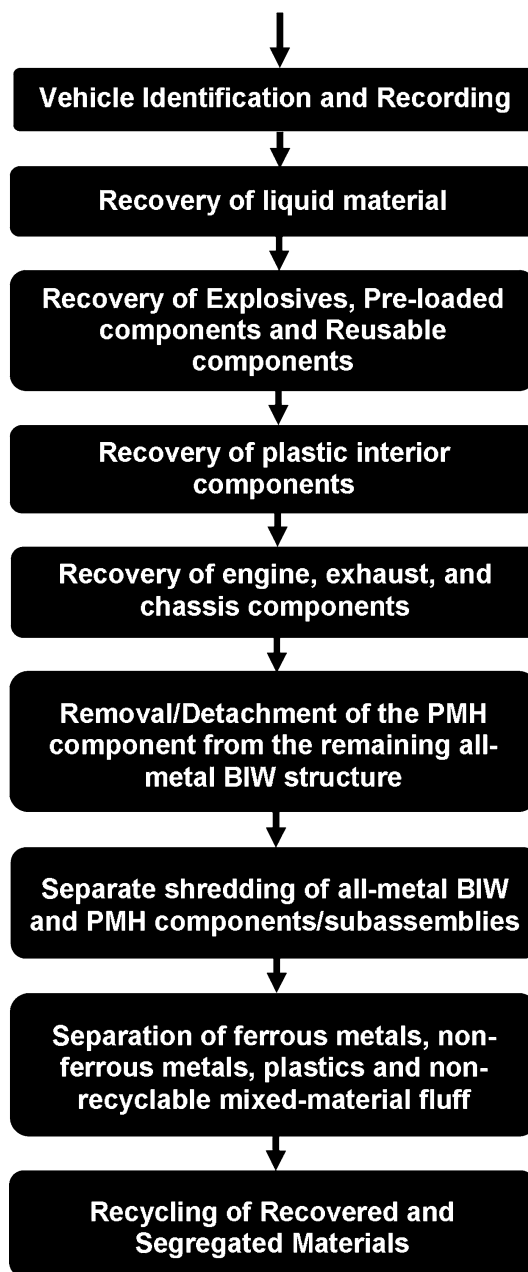 Vehicle Identification and Recording
Recovery of liquid material
Recovery of Explosives, Pre-loaded
components and Reusable
components
Recovery of plastic interior
components
Recovery of engine, exhaust, and
chassis components
Removal/Detachment of the PMH
component from the remaining all-
metal BIW structure
Separate shredding of all-metal BIW
and PMH components/subassemblies
Separation of ferrous metals, non-
ferrous metals, plastics and non-
recyclable mixed-material fluff
Recycling of Recovered and
Segregated Materials